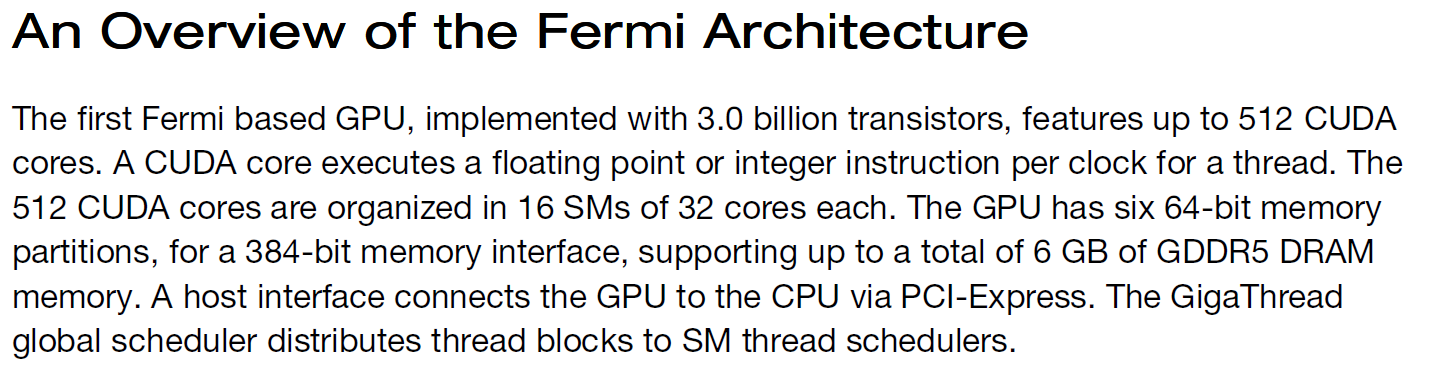 An Overview of the Fermi Architecture
The first Fermi based GPU, implemented with 3.0 billion transistors, features up to 512 CUDA
cores. A CUDA core executes a floating point or integer instruction per clock for a thread. The
512 CUDA cores are organized in 16 SMs of 32 cores each. The GPU has six 64-bit memory
partitions, for a 384-bit memory interface, supporting up to a total of 6 GB of GDDR5 DRAM
memory. A host interface connects the GPU to the CPU via PCI-Express. The GigaThread
global scheduler distributes thread blocks to SM thread schedulers.